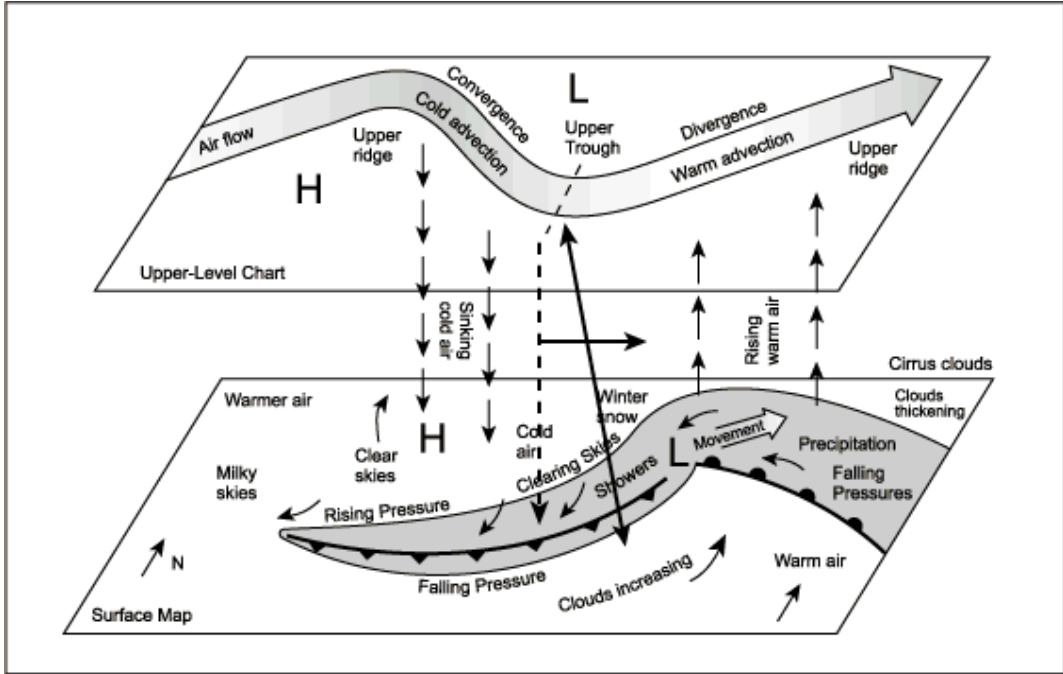 L
Convergence
Cold advection
Upper
Trough
Divergence
Warm advection
Air flow
Upper
ridge
Upper
ridge
H
Upper-Level Chart
Sinking
cold air
Rising
warm air
Cirrus clouds
Warmer air
Winter
snow
Clouds
thickening
H
Cold
air
Movement
Precipitation
Clear
skies
L
Clearing Skies
Showers
Falling
Pressures
Milky
skies
Rising Pressure
N
Falling Pressure
Clouds increasing
Warm air
Surface Map